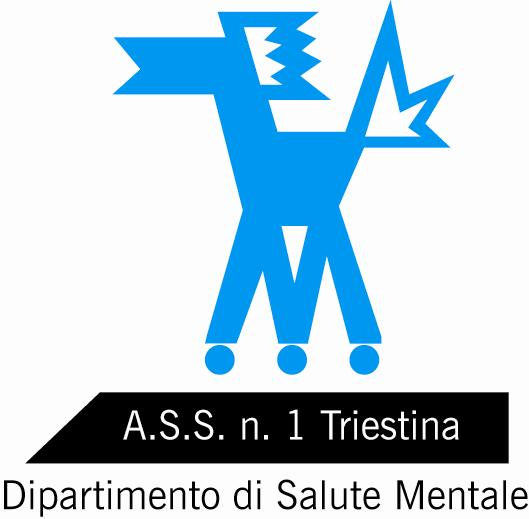 A.S.S. n. 1 Triestina
Dipartimento di Salute Mentale